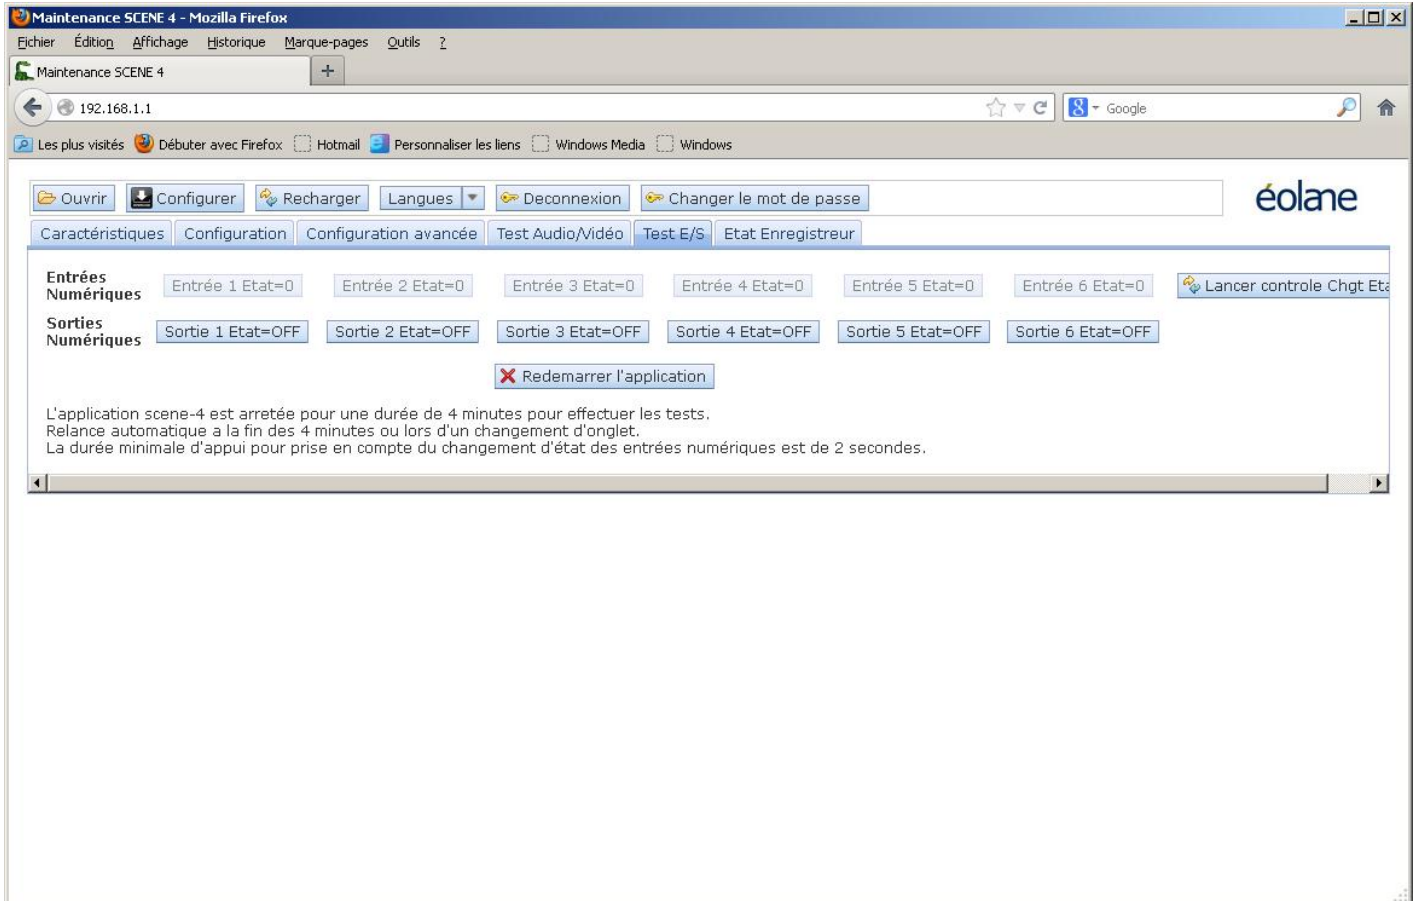 Maintenance SCENE 4 - Mozilla Firefox
Fichier Édition Affichage Historique Marque-pages Outils ?
Maintenance SCENE 4 +
192.168.1.1 8 Google
Les plus visités Débuter avec Firefox Hotmail Personnaliser les liens Windows Media Windows
Ouvrir Configurer Recharger Langues Deconnexion Changer le mot de passe éolane
Caractéristiques Configuration Configuration avancée Test Audio/Vidéo Test E/S Etat Enregistreur
Entrées
Numériques Entrée 1 Etat=0 Entrée 2 Etat=0 Entrée 3 Etat=0 Entrée 4 Etat=0 Entrée 5 Etat=0 Entrée 6 Etat=0 Lancer controle Chgt Eta
Sorties
Numériques Sortie 1 Etat=OFF Sortie 2 Etat=OFF Sortie 3 Etat=OFF Sortie 4 Etat=OFF Sortie 5 Etat=OFF Sortie 6 Etat=OFF
Redemarrer l'application
L'application scene-4 est arretée pour une durée de 4 minutes pour effectuer les tests.
Relance automatique a la fin des 4 minutes ou lors d'un changement d'onglet.
La durée minimale d'appui pour prise en compte du changement d'état des entrées numériques est de 2 secondes.